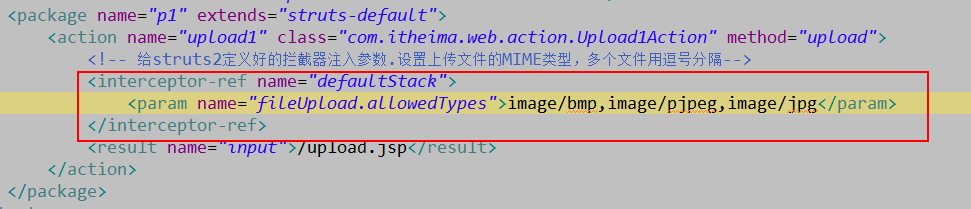 <package name="p1" extends="struts-default">
<action name="upload1" class="com.itheima.web.action.Upload1Action" method="upload">
<!-- 给struts2定义好的拦截器注入参数.设置上传文件的MIME类型，多个文件用逗号分隔-->
<interceptor-ref name="defaultStack">
<param name="fileUpload.allowedTypes">image/bmp,image/pjpeg,image/jpg</param>
</interceptor-ref>
<result name="input">/upload.jsp</result>
</action>
</package>